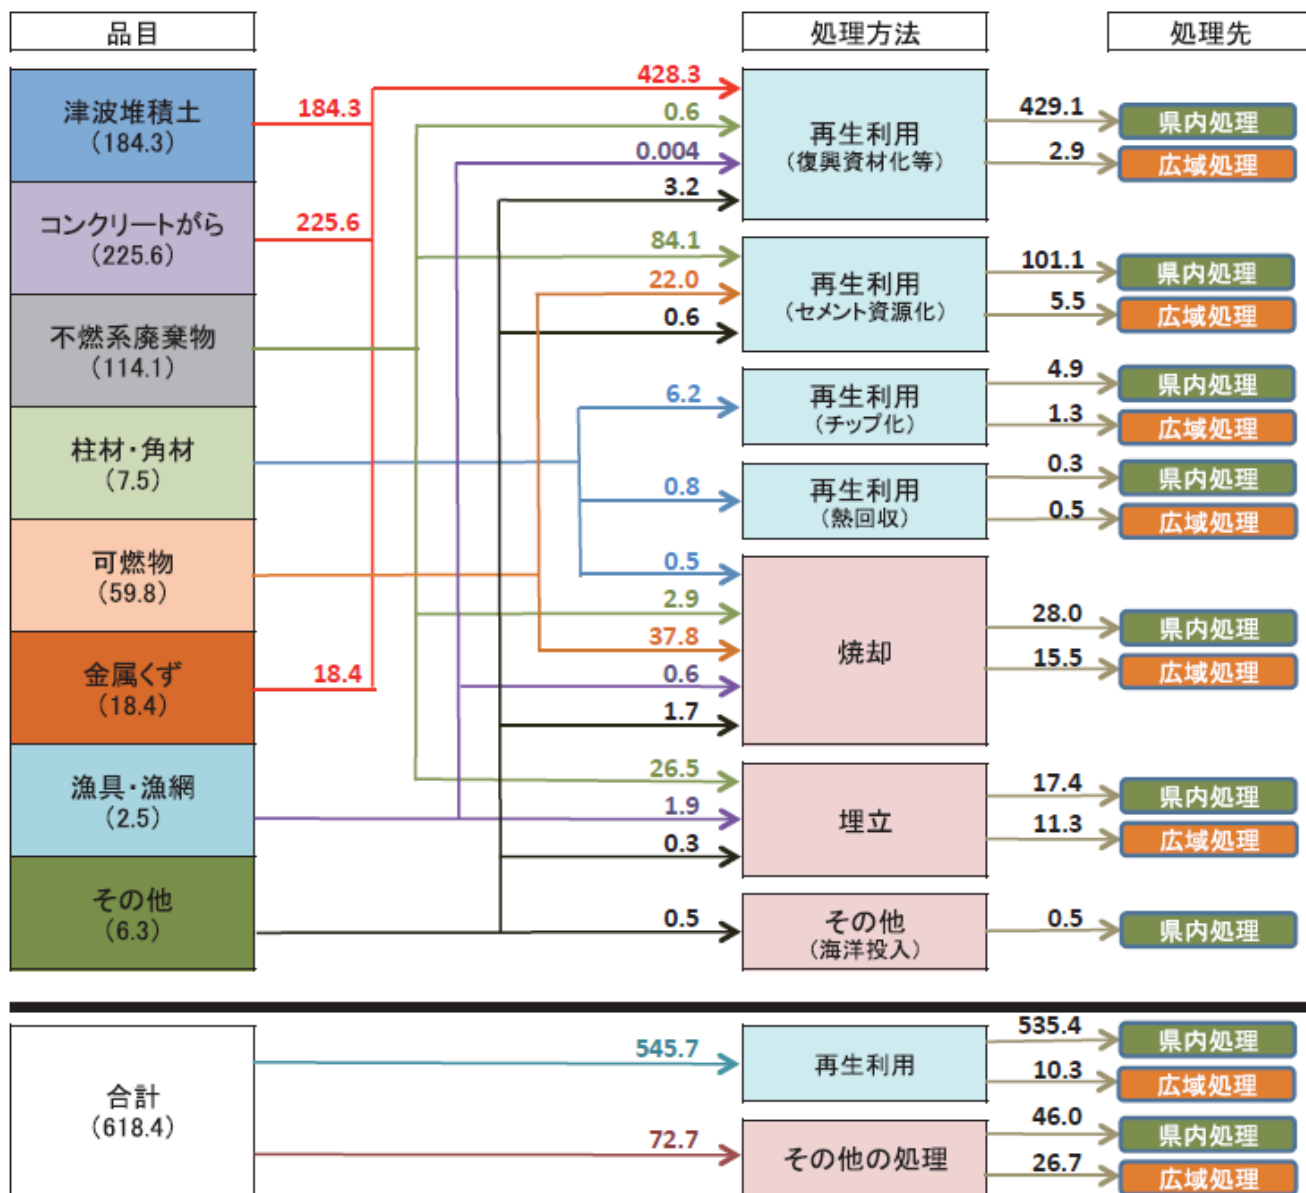 品目
処理方法
処理先
津波堆積土
(184.3)
コンクリートがら
(225.6)
不燃系廃棄物
(114.1)
柱材・角材
(7.5)
可燃物
(59.8)
金属くず
(18.4)
漁具・漁網
(2.5)
その他
(6.3)
184.3
225.6
18.4
428.3
0.6
0.004
3.2
84.1
22.0
0.6
6.2
0.8
0.5
2.9
37.8
0.6
1.7
26.5
1.9
0.3
0.5
再生利用
(復興資材化等)
再生利用
(セメント資源化)
再生利用
(チップ化)
再生利用
(熱回収)
焼却
埋立
その他
(海洋投入)
429.1
県内処理
2.9
広域処理
101.1
県内処理
5.5
広域処理
4.9
県内処理
1.3
広域処理
0.3
県内処理
0.5
広域処理
28.0
県内処理
15.5
広域処理
17.4
県内処理
11.3
広域処理
0.5
県内処理
合計
(618.4)
545.7
72.7
再生利用
その他の処理
535.4
県内処理
10.3
広域処理
46.0
県内処理
26.7
広域処理